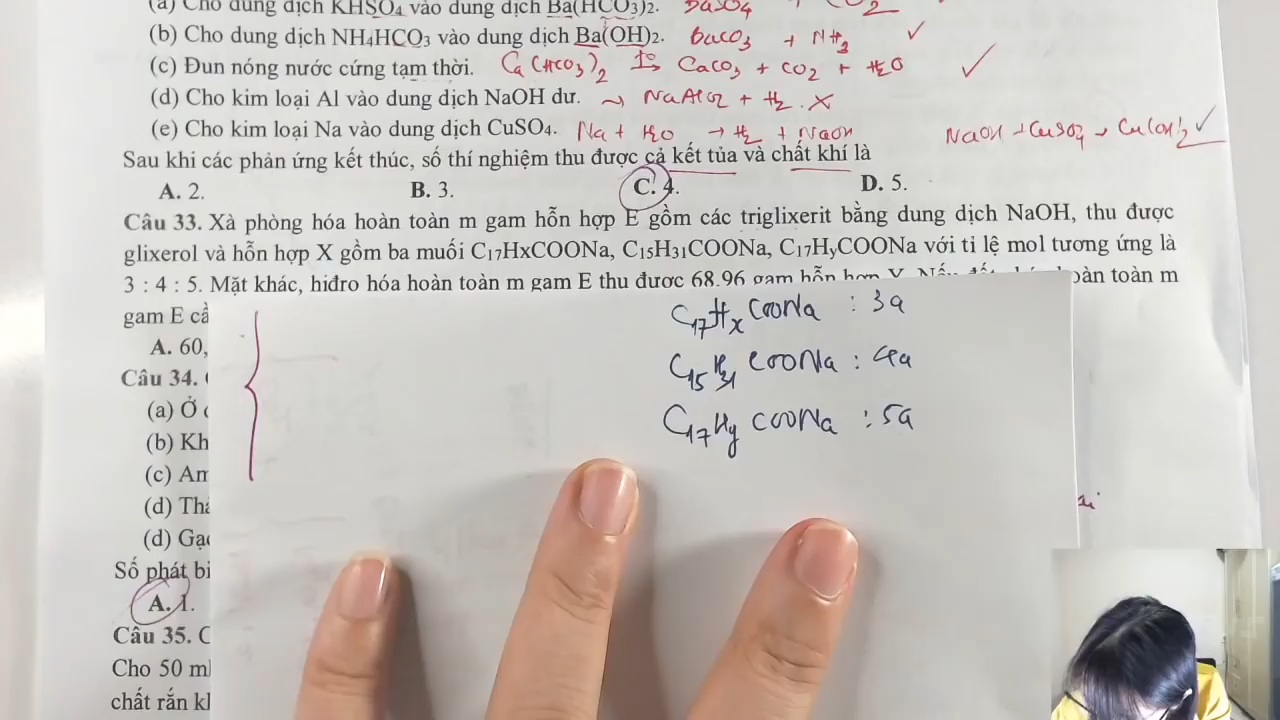 (a) Cho dung dịch KHSO4 vào dung dịch Ba(HCO3)2. BaSO4 + CO2
(b) Cho dung dịch NH4HCO3 vào dung dịch Ba(OH)2. BaCO3 + NH3 ✓
(c) Đun nóng nước cứng tạm thời. Ca(HCO3)2 to→ CaCO3 + CO2 + H2O ✓
(d) Cho kim loại Al vào dung dịch NaOH dư. → NaAlO2 + H2. X
(e) Cho kim loại Na vào dung dịch CuSO4. Na + H2O → H2 + NaOH NaOH + CuSO4 → Cu(OH)2 ✓
Sau khi các phản ứng kết thúc, số thí nghiệm thu được cả kết tủa và chất khí là
A. 2. B. 3. C. 4. D. 5.
Câu 33. Xà phòng hóa hoàn toàn m gam hỗn hợp E gồm các triglixerit bằng dung dịch NaOH, thu được
glixerol và hỗn hợp X gồm ba muối C17HxCOONa, C15H31COONa, C17HyCOONa với tỉ lệ mol tương ứng là
3 : 4 : 5. Mặt khác, hiđro hóa hoàn toàn m gam E thu được 68,96 gam hỗn hợp Y. Nếu đốt hoàn toàn m
gam E cầ
C17HxCOONa : 3a
A. 60,
C15H31COONa : 4a
Câu 34.
(a) Ở
C17HyCOONa : 5a
(b) Kh
(c) Am
(d) Thá
(d) Gạ
Số phát bi
A. 1.
Câu 35. C
Cho 50 ml
chất rắn kl